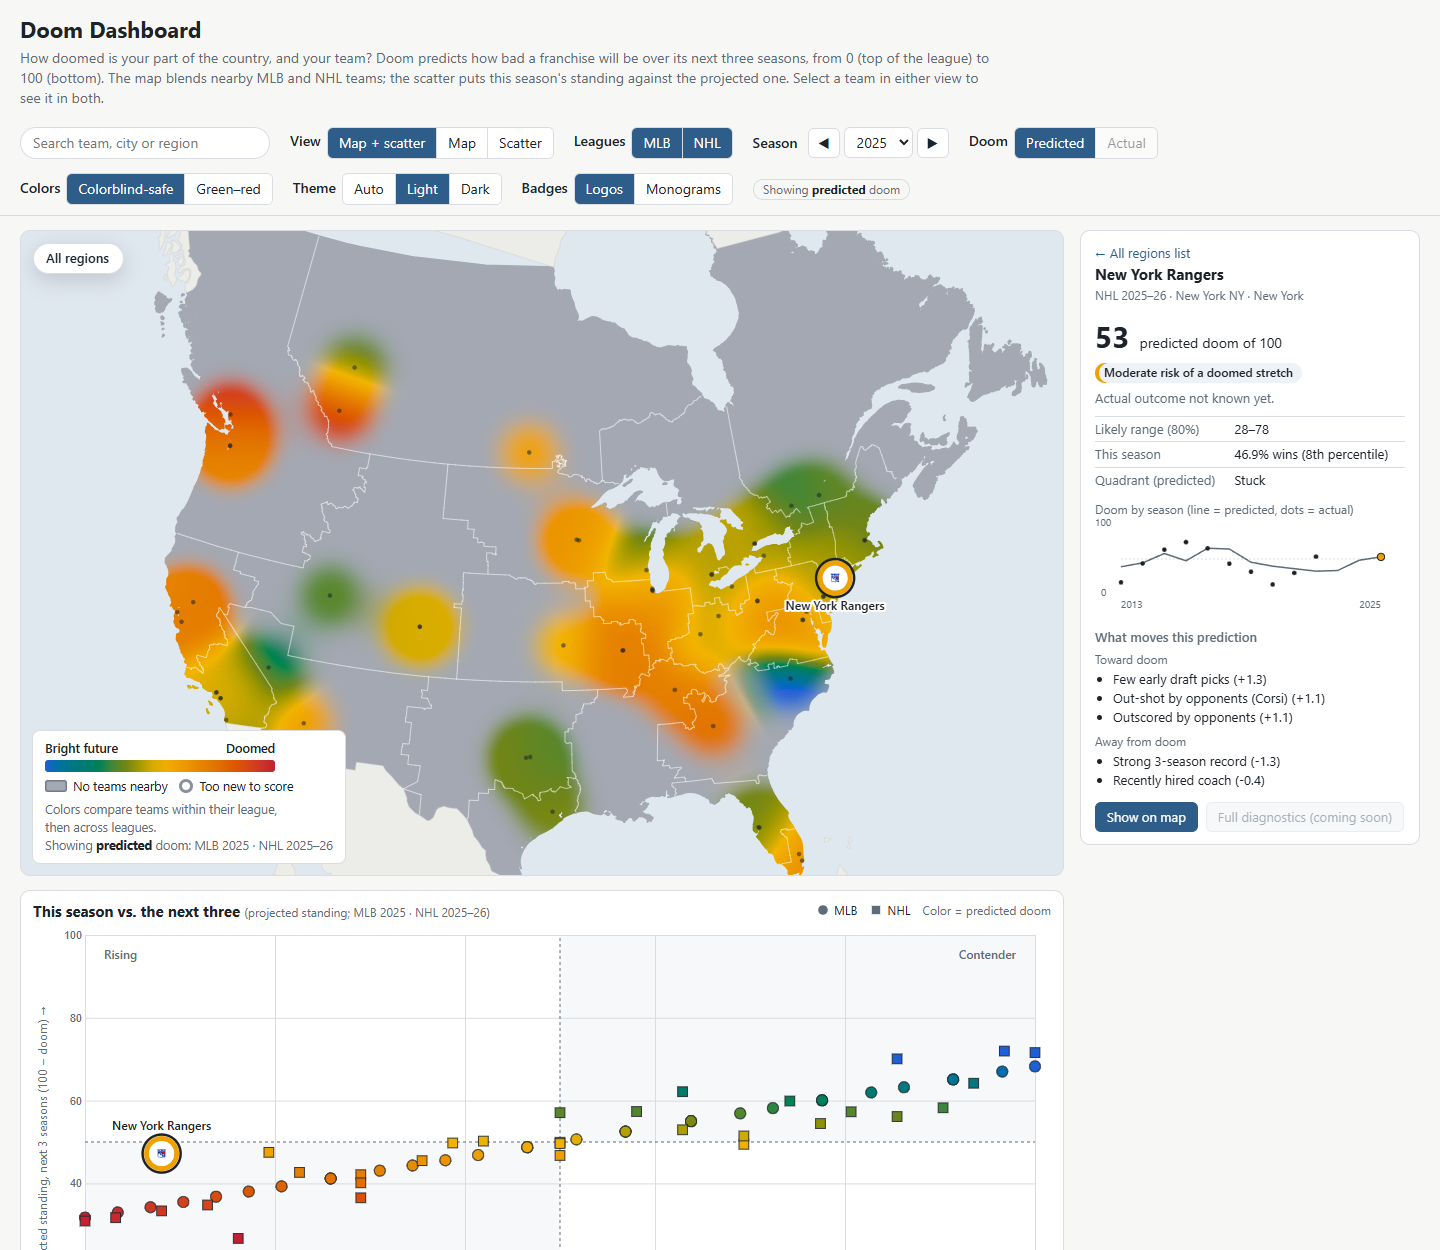 Doom Dashboard
How doomed is your part of the country, and your team? Doom predicts how bad a franchise will be over its next three seasons, from 0 (top of the league) to
100 (bottom). The map blends nearby MLB and NHL teams; the scatter puts this season's standing against the projected one. Select a team in either view to
see it in both.
Search team, city or region
View Map + scatter Map Scatter
Leagues MLB NHL
Season ◀ 2025 ▶
Doom Predicted Actual
Colors Colorblind-safe Green–red
Theme Auto Light Dark
Badges Logos Monograms
Showing predicted doom
All regions
New York Rangers
Bright future Doomed
No teams nearby Too new to score
Colors compare teams within their league,
then across leagues.
Showing predicted doom: MLB 2025 · NHL 2025–26
← All regions list
New York Rangers
NHL 2025–26 · New York NY · New York
53 predicted doom of 100
Moderate risk of a doomed stretch
Actual outcome not known yet.
Likely range (80%) 28–78
This season 46.9% wins (8th percentile)
Quadrant (predicted) Stuck
Doom by season (line = predicted, dots = actual)
100
0
2013 2025
What moves this prediction
Toward doom
• Few early draft picks (+1.3)
• Out-shot by opponents (Corsi) (+1.1)
• Outscored by opponents (+1.1)
Away from doom
• Strong 3-season record (-1.3)
• Recently hired coach (-0.4)
Show on map Full diagnostics (coming soon)
This season vs. the next three (projected standing; MLB 2025 · NHL 2025–26)
MLB NHL Color = predicted doom
100
Rising Contender
80
60
New York Rangers
40
cted standing, next 3 seasons (100 − doom) →